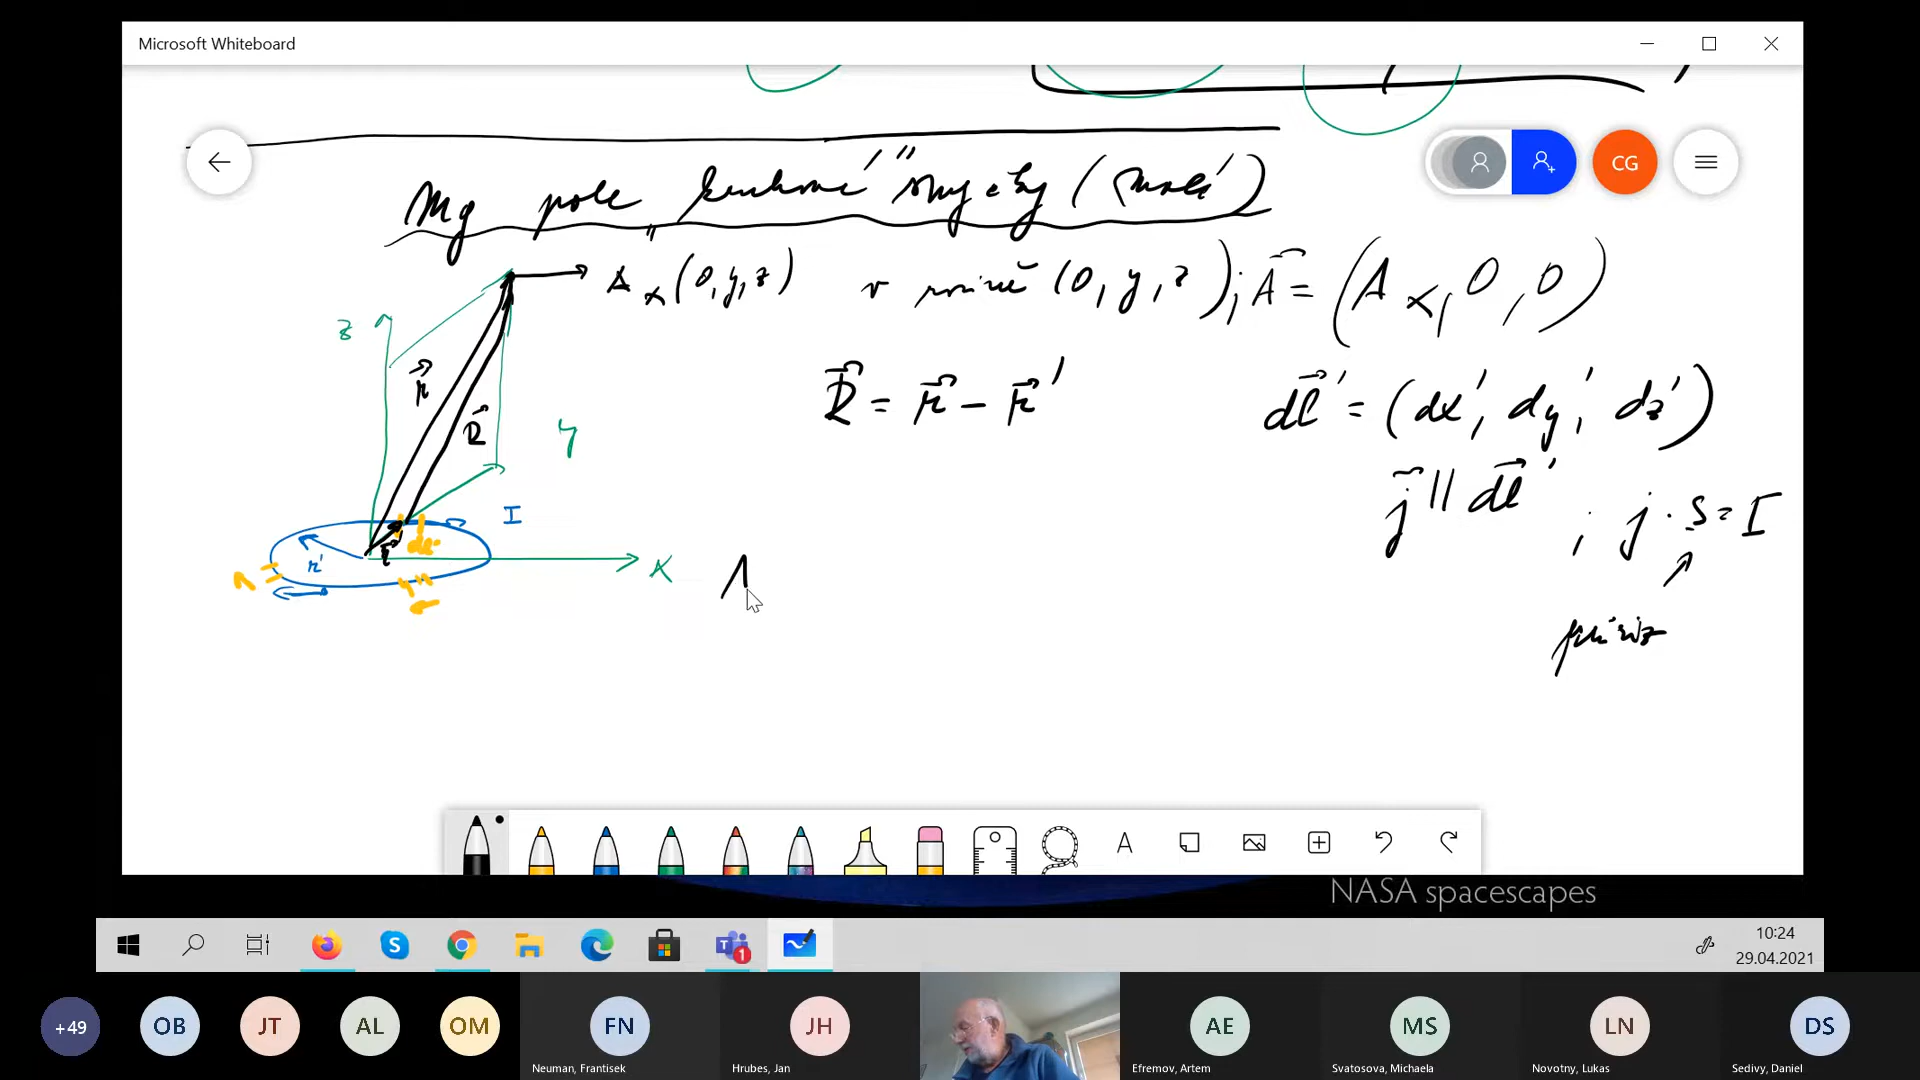 Microsoft Whiteboard
CG
Mg pole kruhové smyčky (malé)
A x (0, y, z) v rovině (0, y, z); A = (A x, 0, 0)
z
r
R = r - r'
dl' = (dx', dy', dz')
R
y
j || dl' ; j · S = I
I
r'
r'
dl'
x
A
průřez
A
NASA spacescapes
S
T 1
10:24
29.04.2021
+49 OB JT AL OM FN JH AE MS LN DS
Neuman, Frantisek Hrubes, Jan Efremov, Artem Svatosova, Michaela Novotny, Lukas Sedivy, Daniel